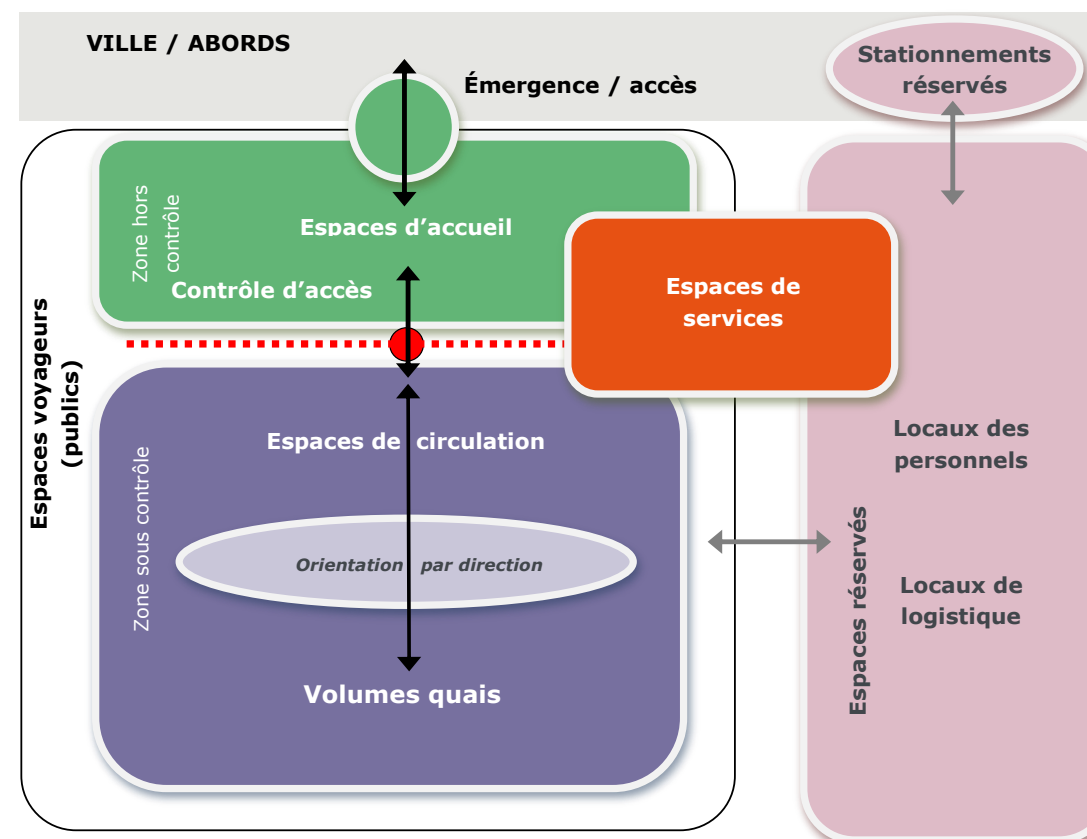 VILLE / ABORDS
Émergence / accès
Stationnements
réservés
Zone hors
contrôle
Espaces d'accueil
Contrôle d'accès
Espaces de
services
Espaces voyageurs
(publics)
Zone sous contrôle
Espaces de circulation
Orientation par direction
Volumes quais
Locaux des
personnels
Espaces réservés
Locaux de
logistique